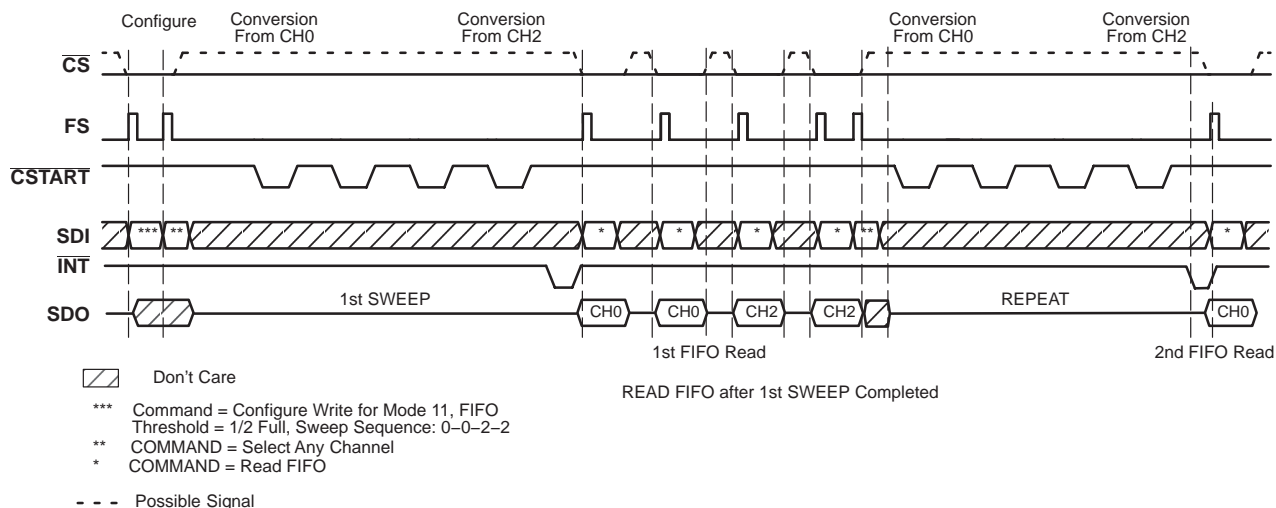 Configure
Conversion
From CH0
Conversion
From CH2
Conversion
From CH0
Conversion
From CH2
CS
FS
CSTART
SDI *** ** * * * * ** *
INT
SDO 1st SWEEP CH0 CH0 CH2 CH2 REPEAT CH0
1st FIFO Read 2nd FIFO Read
Don't Care
READ FIFO after 1st SWEEP Completed
*** Command = Configure Write for Mode 11, FIFO
Threshold = 1/2 Full, Sweep Sequence: 0–0–2–2
** COMMAND = Select Any Channel
* COMMAND = Read FIFO
- - - Possible Signal